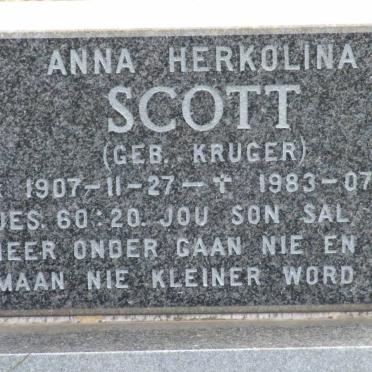 ANNA HERKOLINA
SCOTT
(GEB. KRUGER)
1907-11-27-✝ 1983-07
JES. 60:20. JOU SON SAL
MEER ONDER GAAN NIE EN
MAAN NIE KLEINER WORD